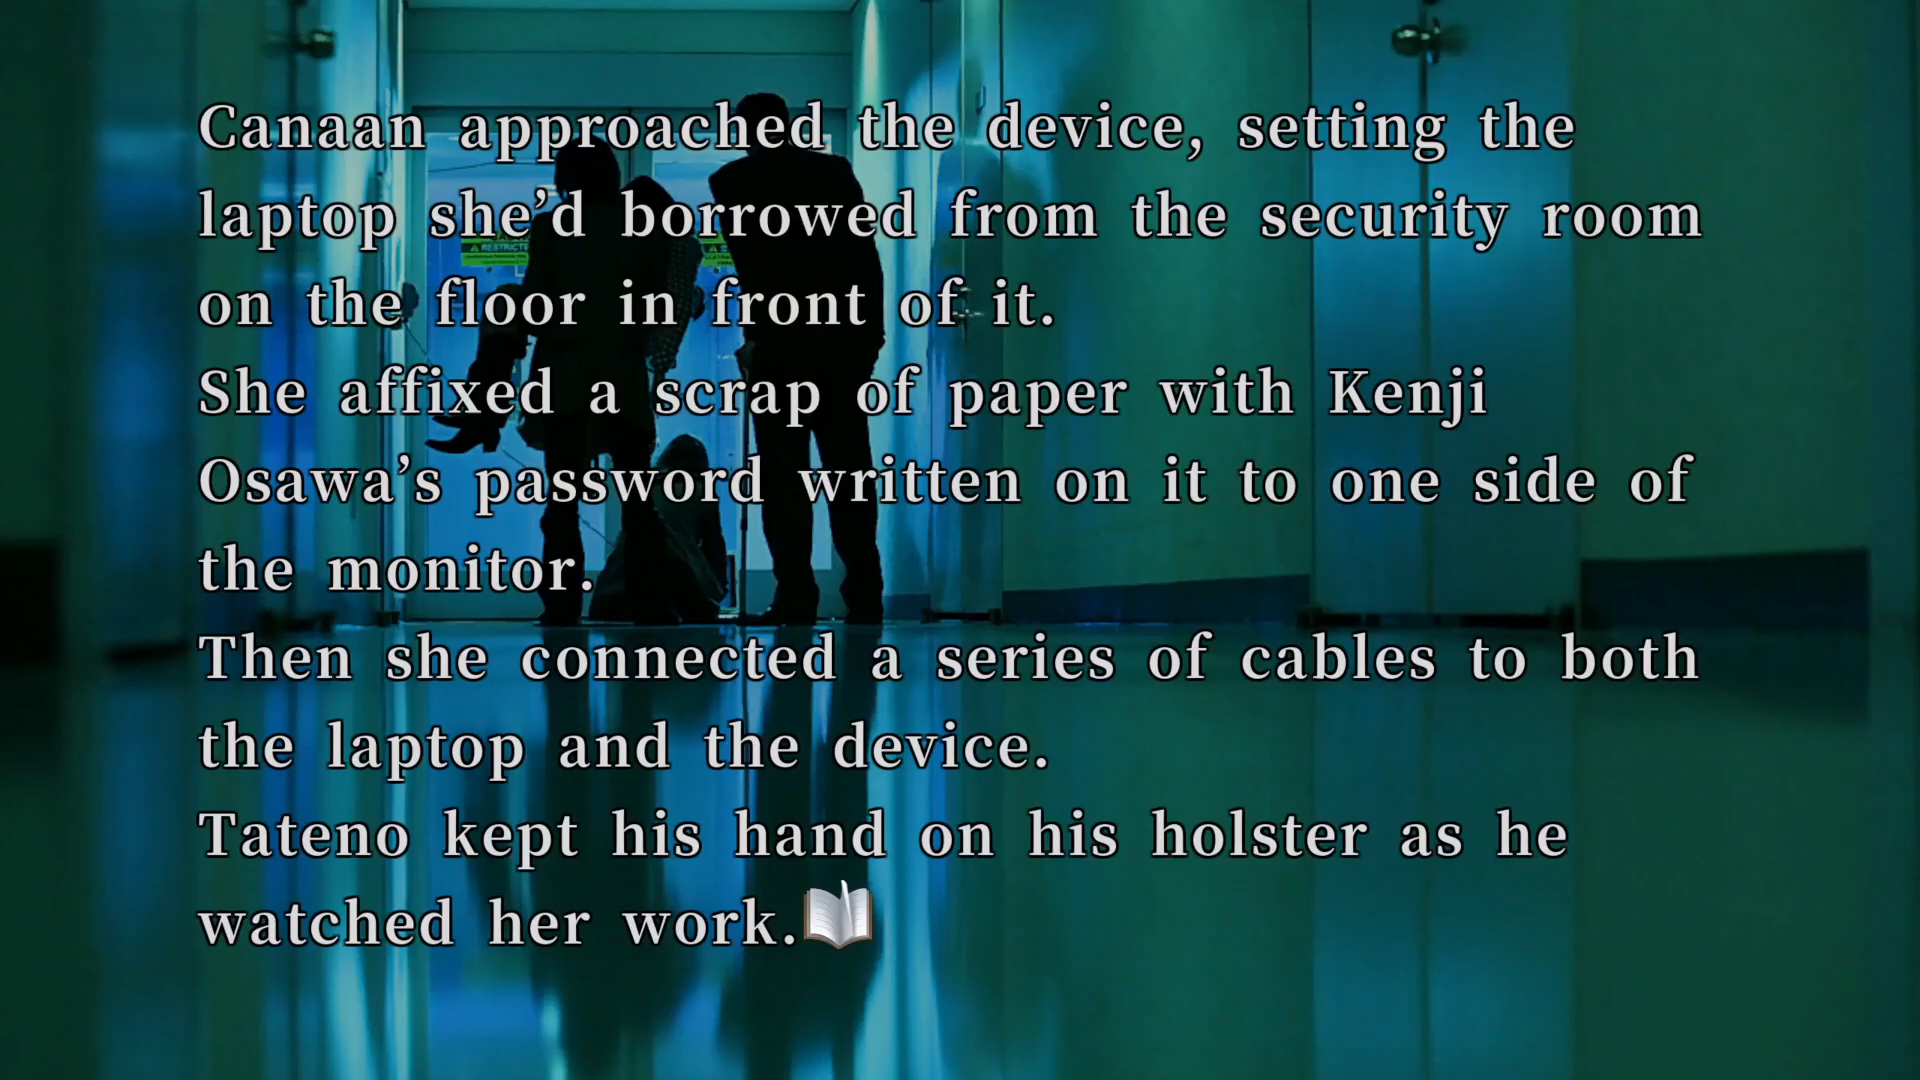 Canaan approached the device, setting the
laptop she’d borrowed from the security room
on the floor in front of it.
She affixed a scrap of paper with Kenji
Osawa’s password written on it to one side of
the monitor.
Then she connected a series of cables to both
the laptop and the device.
Tateno kept his hand on his holster as he
watched her work.